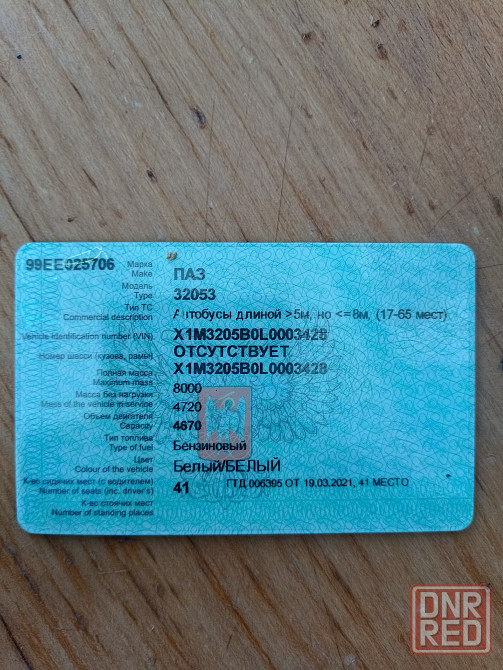 99EE025706
Марка
Make
ПАЗ
Модель
Type
32053
Тип ТС
Commercial description
Автобусы длиной >5м, но <=8м, (17-65 мест)
Vehicle identification number (VIN)
X1M3205B0L0003428
Номер шасси (кузова, рамы)
ОТСУТСТВУЕТ
X1M3205B0L0003428
Полная масса
Maximum mass
8000
Масса без нагрузки
Mass of the vehicle in service
4720
Объем двигателя
Capacity
4670
Тип топлива
Type of fuel
Бензиновый
Цвет
Colour of the vehicle
Белый/БЕЛЫЙ
К-во сидячих мест (с водителем)
Number of seats (inc. driver's)
41 ГТД 006395 ОТ 19.03.2021, 41 МЕСТО
К-во стоячих мест
Number of standing places
DNR
RED